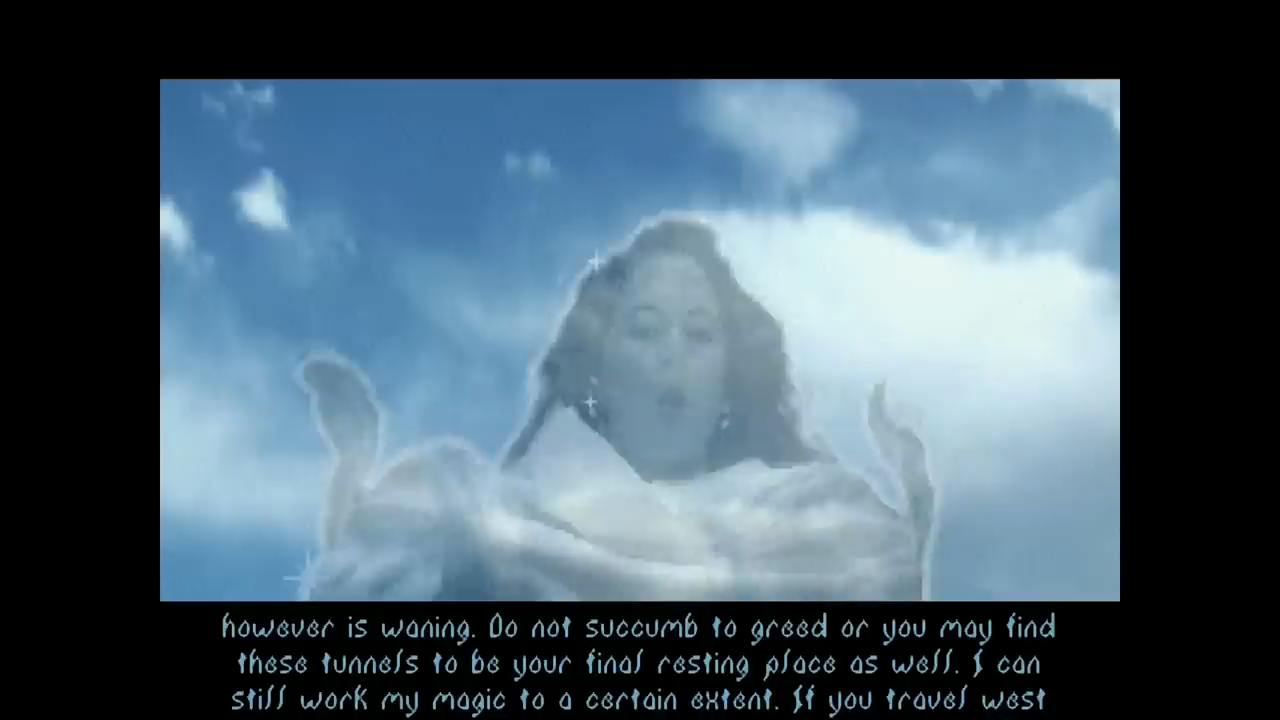 however is waning. Do not succumb to greed or you may find
these tunnels to be your final resting place as well. I can
still work my magic to a certain extent. If you travel west